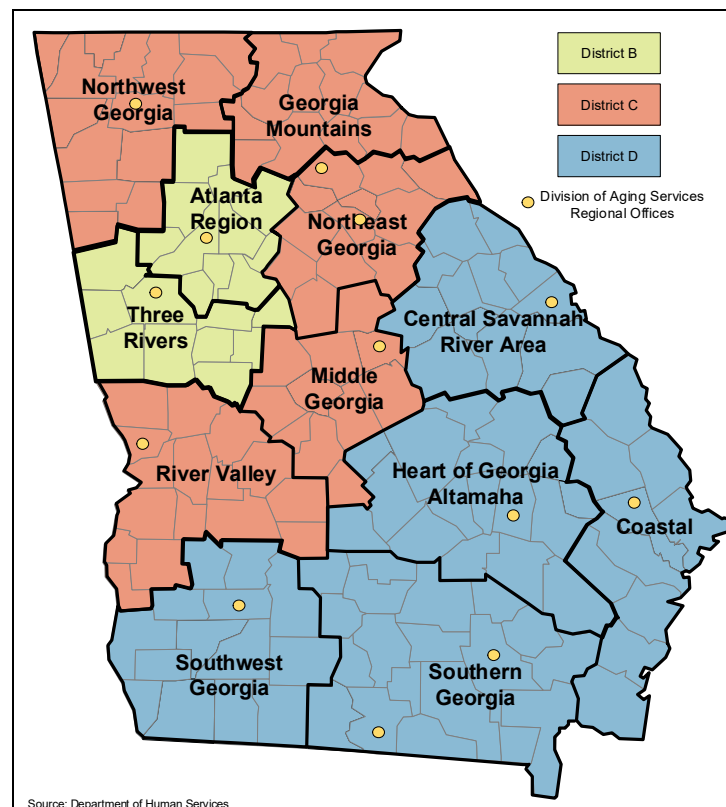 District B
District C
District D
Division of Aging Services
Regional Offices
Northwest
Georgia
Georgia
Mountains
Atlanta
Region
Northeast
Georgia
Three
Rivers
Central Savannah
River Area
Middle
Georgia
River Valley
Heart of Georgia
Altamaha
Coastal
Southwest
Georgia
Southern
Georgia
Source: Department of Human Services